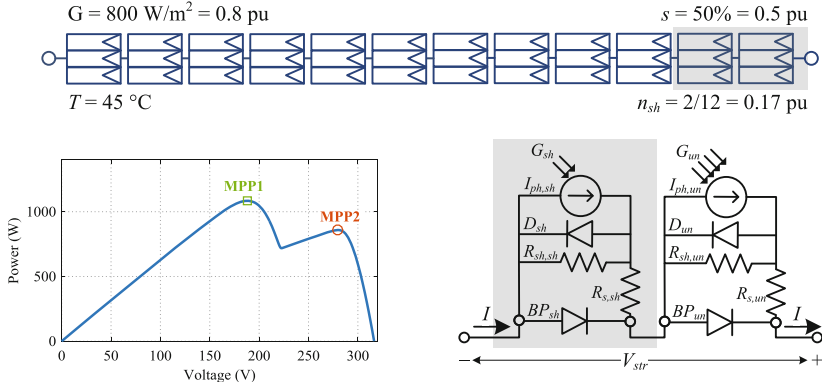 G = 800 W/m² = 0.8 pu
s = 50% = 0.5 pu
T = 45 °C
n_sh = 2/12 = 0.17 pu
Power (W)
1000
500
0
MPP1
MPP2
0 50 100 150 200 250 300
Voltage (V)
G_sh
G_un
I_ph,sh
I_ph,un
D_sh
D_un
R_sh,sh
R_sh,un
R_s,sh
R_s,un
I
BP_sh
BP_un
I
− V_str +